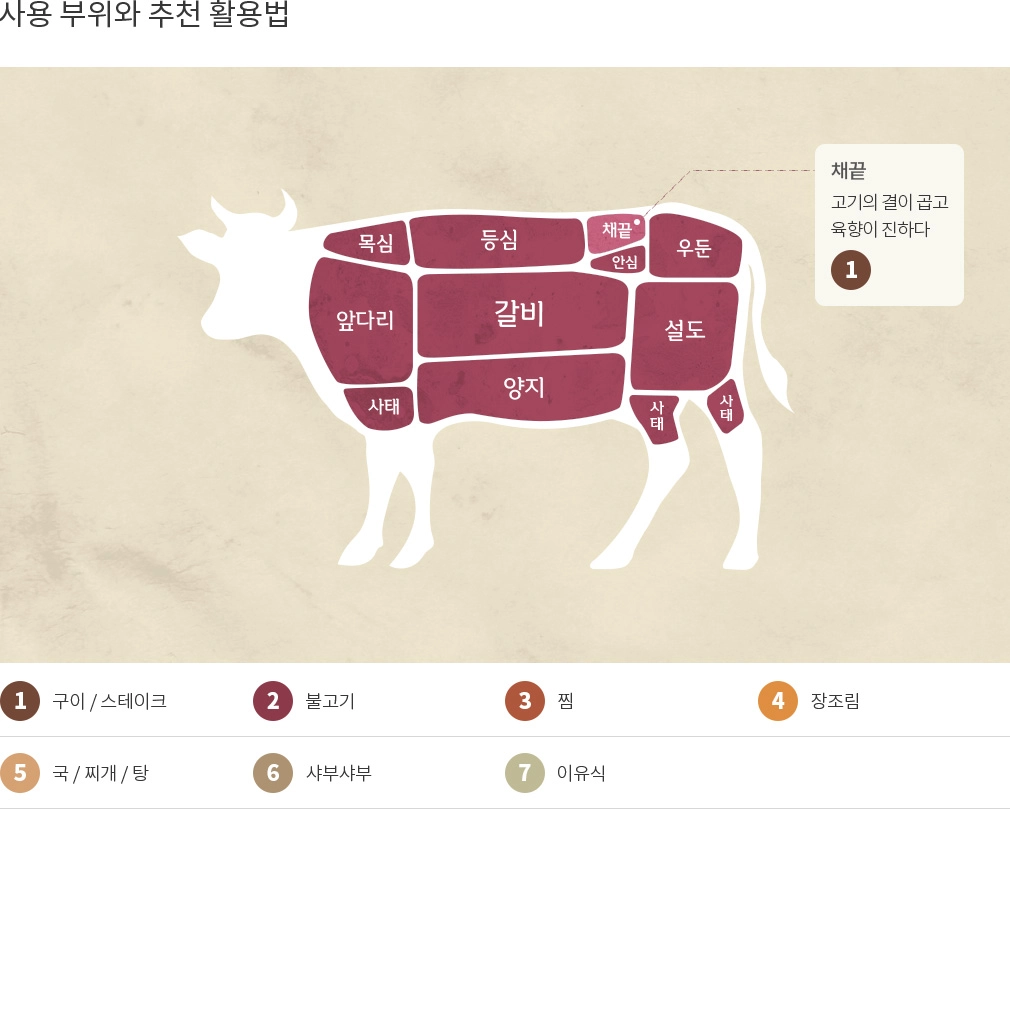 사용 부위와 추천 활용법
채끝
고기의 결이 곱고
육향이 진하다
1
목심
등심
채끝
안심
우둔
앞다리
갈비
설도
양지
사태
사
태
사
태
1 구이 / 스테이크
2 불고기
3 찜
4 장조림
5 국 / 찌개 / 탕
6 샤부샤부
7 이유식